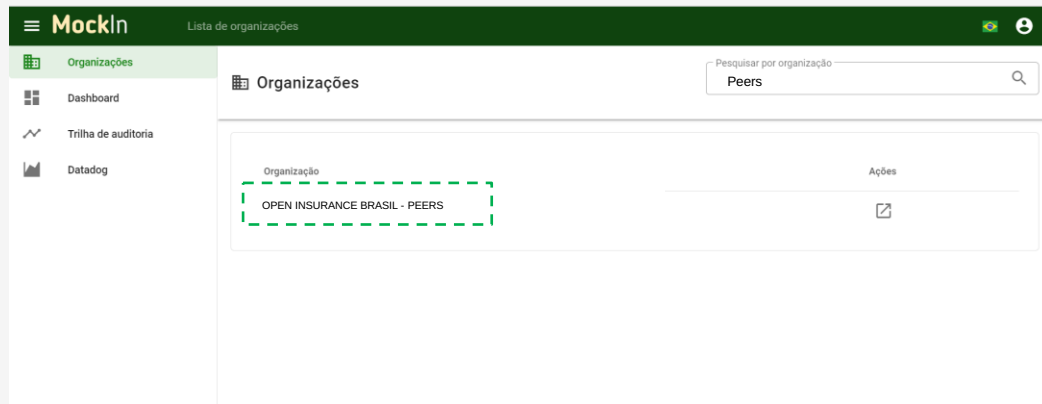 MockIn
Lista de organizações
Organizações
Dashboard
Trilha de auditoria
Datadog
Organizações
Pesquisar por organização
Peers
Organização
Ações
OPEN INSURANCE BRASIL - PEERS